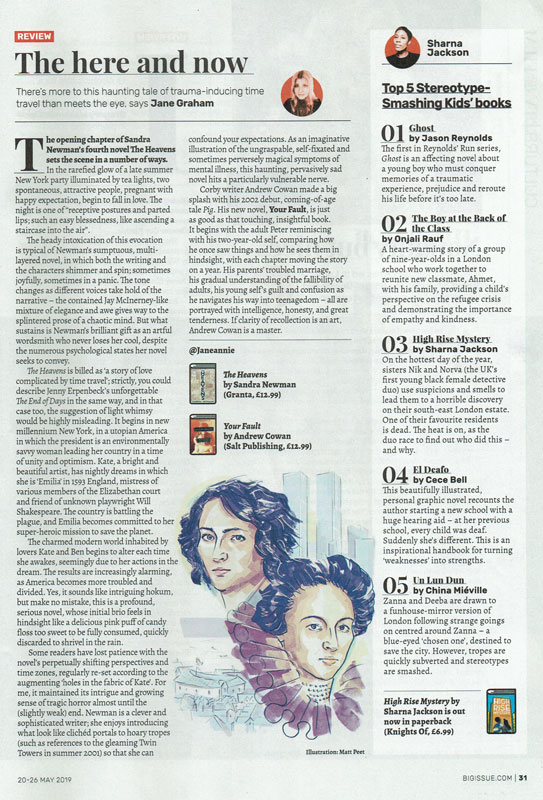 REVIEW
The here and now
There's more to this haunting tale of trauma-inducing time
travel than meets the eye, says Jane Graham
The opening chapter of Sandra
Newman's fourth novel The Heavens
sets the scene in a number of ways.
In the rarefied glow of a late summer
New York party illuminated by tea lights, two
spontaneous, attractive people, pregnant with
happy expectation, begin to fall in love. The
night is one of "receptive postures and parted
lips; such an easy blessedness, like ascending a
staircase into the air".
The heady intoxication of this evocation
is typical of Newman's sumptuous, multi-
layered novel, in which both the writing and
the characters shimmer and spin; sometimes
joyfully, sometimes in a panic. The tone
changes as different voices take hold of the
narrative – the contained Jay McInerney-like
mixture of elegance and awe gives way to the
splintered prose of a chaotic mind. But what
sustains is Newman's brilliant gift as an artful
wordsmith who never loses her cool, despite
the numerous psychological states her novel
seeks to convey.
The Heavens is billed as 'a story of love
complicated by time travel'; strictly, you could
describe Jenny Erpenbeck's unforgettable
The End of Days in the same way, and in that
case too, the suggestion of light whimsy
would be highly misleading. It begins in new
millennium New York, in a utopian America
in which the president is an environmentally
savvy woman leading her country in a time
of unity and optimism. Kate, a bright and
beautiful artist, has nightly dreams in which
she is 'Emilia' in 1593 England, mistress of
various members of the Elizabethan court
and friend of unknown playwright Will
Shakespeare. The country is battling the
plague, and Emilia becomes committed to her
super-heroic mission to save the planet.
The charmed modern world inhabited by
lovers Kate and Ben begins to alter each time
she awakes, seemingly due to her actions in the
dream. The results are increasingly alarming,
as America becomes more troubled and
divided. Yes, it sounds like intriguing hokum,
but make no mistake, this is a profound,
serious novel, whose initial brio feels in
hindsight like a delicious pink puff of candy
floss too sweet to be fully consumed, quickly
discarded to shrivel in the rain.
Some readers have lost patience with the
novel's perpetually shifting perspectives and
time zones, regularly re-set according to the
augmenting 'holes in the fabric of Kate'. For
me, it maintained its intrigue and growing
sense of tragic horror almost until the
(slightly weak) end. Newman is a clever and
sophisticated writer; she enjoys introducing
what look like clichéd portals to hoary tropes
(such as references to the gleaming Twin
Towers in summer 2001) so that she can
confound your expectations. As an imaginative
illustration of the ungraspable, self-fixated and
sometimes perversely magical symptoms of
mental illness, this haunting, pervasively sad
novel hits a particularly vulnerable nerve.
Corby writer Andrew Cowan made a big
splash with his 2002 debut, coming-of-age
tale Pig. His new novel, Your Fault, is just
as good as that touching, insightful book.
It begins with the adult Peter reminiscing
with his two-year-old self, comparing how
he once saw things and how he sees them in
hindsight, with each chapter moving the story
on a year. His parents' troubled marriage,
his gradual understanding of the fallibility of
adults, his young self's guilt and confusion as
he navigates his way into teenagedom – all are
portrayed with intelligence, honesty, and great
tenderness. If clarity of recollection is an art,
Andrew Cowan is a master.
@Janeannie
The Heavens
by Sandra Newman
(Granta, £12.99)
Your Fault
by Andrew Cowan
(Salt Publishing, £12.99)
Illustration: Matt Peet
Sharna
Jackson
Top 5 Stereotype-
Smashing Kids' books
01 Ghost
by Jason Reynolds
The first in Reynolds' Run series,
Ghost is an affecting novel about
a young boy who must conquer
memories of a traumatic
experience, prejudice and reroute
his life before it's too late.
02 The Boy at the Back of
the Class
by Onjali Rauf
A heart-warming story of a group
of nine-year-olds in a London
school who work together to
reunite new classmate, Ahmet,
with his family, providing a child's
perspective on the refugee crisis
and demonstrating the importance
of empathy and kindness.
03 High Rise Mystery
by Sharna Jackson
On the hottest day of the year,
sisters Nik and Norva (the UK's
first young black female detective
duo) use suspicions and smells to
lead them to a horrible discovery
on their south-east London estate.
One of their favourite residents
is dead. The heat is on, as the
duo race to find out who did this –
and why.
04 El Deafo
by Cece Bell
This beautifully illustrated,
personal graphic novel recounts the
author starting a new school with a
huge hearing aid – at her previous
school, every child was deaf.
Suddenly she's different. This is an
inspirational handbook for turning
'weaknesses' into strengths.
05 Un Lun Dun
by China Miéville
Zanna and Deeba are drawn to
a funhouse-mirror version of
London following strange goings
on centred around Zanna – a
blue-eyed 'chosen one', destined to
save the city. However, tropes are
quickly subverted and stereotypes
are smashed.
High Rise Mystery by
Sharna Jackson is out
now in paperback
(Knights Of, £6.99)
HIGH
RISE
20-26 MAY 2019
BIGISSUE.COM | 31